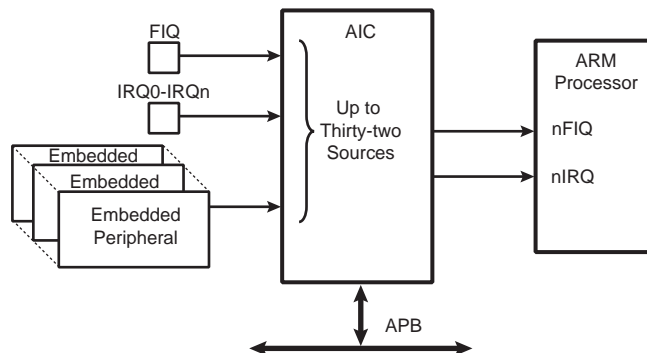 FIQ
IRQ0-IRQn
Embedded
Embedded
Embedded
Peripheral
AIC
Up to
Thirty-two
Sources
ARM
Processor
nFIQ
nIRQ
APB